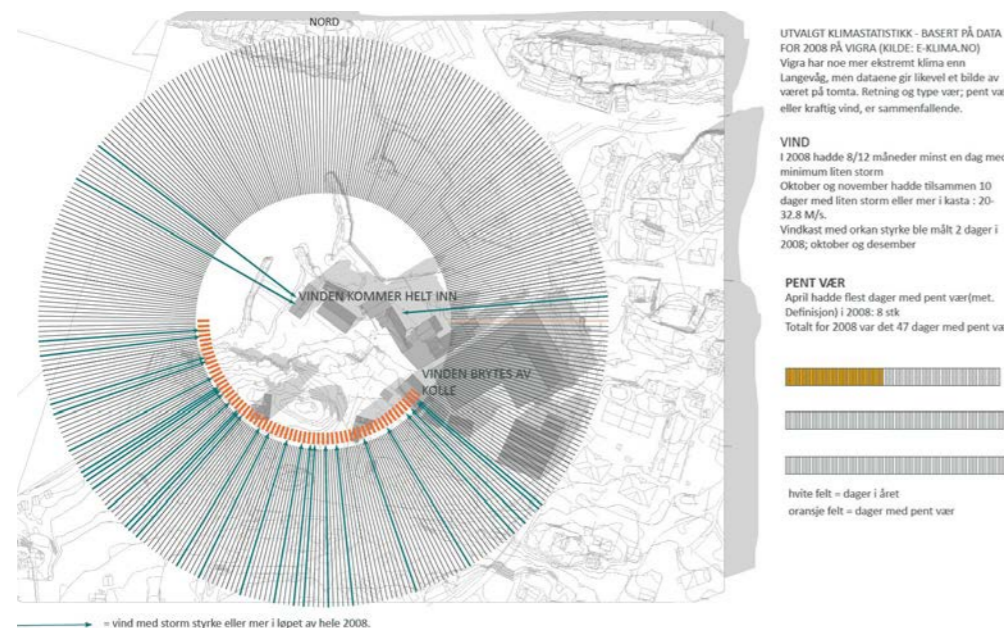 NORD
UTVALGT KLIMASTATISTIKK - BASERT PÅ DATA
FOR 2008 PÅ VIGRA (KILDE: E-KLIMA.NO)
Vigra har noe mer ekstremt klima enn
Langevåg, men dataene gir likevel et bilde av
været på tomta. Retning og type vær; pent væ
eller kraftig vind, er sammenfallende.
VIND
I 2008 hadde 8/12 måneder minst en dag med
minimum liten storm
Oktober og november hadde tilsammen 10
dager med liten storm eller mer i kasta : 20-
32.8 M/s.
Vindkast med orkan styrke ble målt 2 dager i
2008; oktober og desember
PENT VÆR
April hadde flest dager med pent vær(met.
Definisjon) i 2008: 8 stk
Totalt for 2008 var det 47 dager med pent væ
hvite felt = dager i året
oransje felt = dager med pent vær
VINDEN KOMMER HELT INN
VINDEN BRYTES AV
KOLLE
= vind med storm styrke eller mer i løpet av hele 2008.